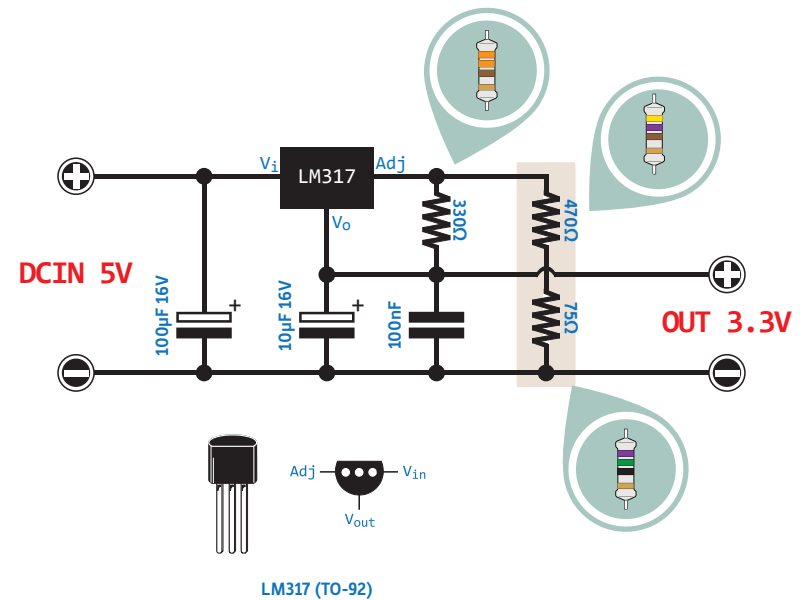 Vi
LM317
Adj
Vo
330Ω
470Ω
DCIN 5V
100µF 16V
+
10µF 16V
+
100nF
75Ω
OUT 3.3V
Adj
Vin
Vout
LM317 (TO-92)